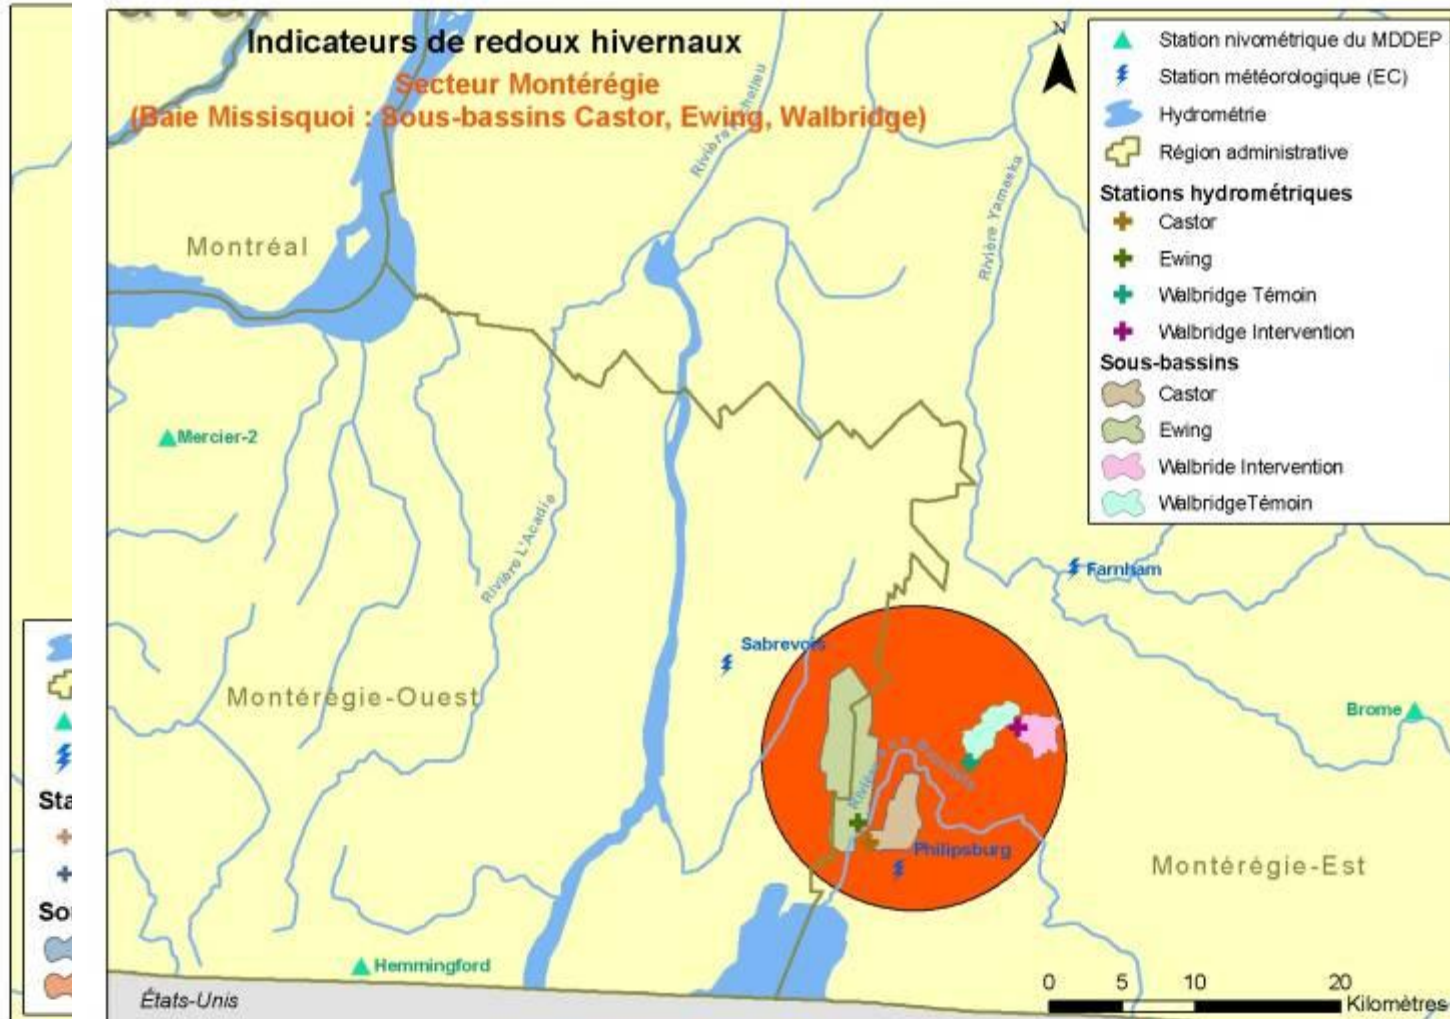 Indicateurs de redoux hivernaux
Secteur Montérégie
(Baie Missisquoi : Sous-bassins Castor, Ewing, Walbridge)
N
Station nivométrique du MDDEP
Station météorologique (EC)
Hydrométrie
Région administrative
Stations hydrométriques
Castor
Ewing
Walbridge Témoin
Walbridge Intervention
Sous-bassins
Castor
Ewing
Walbride Intervention
WalbridgeTémoin
Rivière Richelieu
Rivière Yamaska
Montréal
Mercier-2
Rivière L'Acadie
Farnham
Sabrevois
Montérégie-Ouest
Brome
Rivière
Philipsburg
Montérégie-Est
Hemmingford
États-Unis
0 5 10 20
Kilomètres
Sta
So